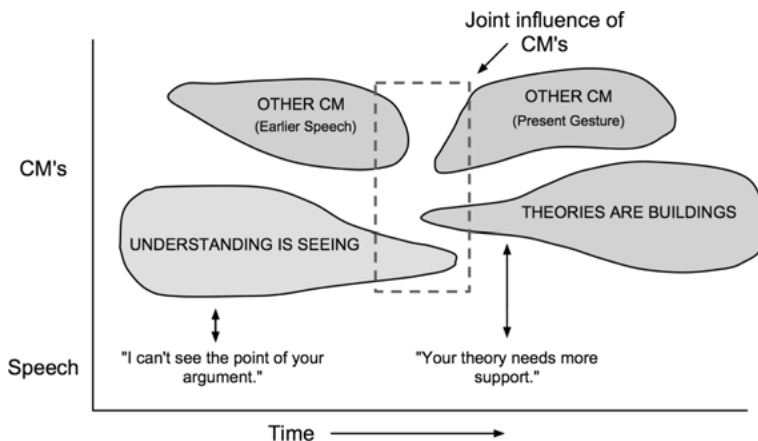 Joint influence of
CM's
OTHER CM
(Earlier Speech)
OTHER CM
(Present Gesture)
CM's
UNDERSTANDING IS SEEING
THEORIES ARE BUILDINGS
"I can't see the point of your
argument."
"Your theory needs more
support."
Speech
Time